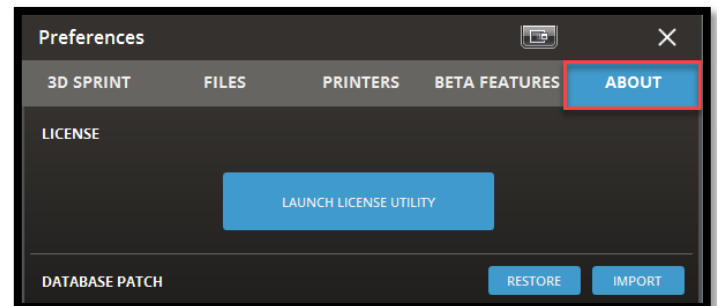 Preferences
3D SPRINT FILES PRINTERS BETA FEATURES ABOUT
LICENSE
LAUNCH LICENSE UTILITY
DATABASE PATCH RESTORE IMPORT